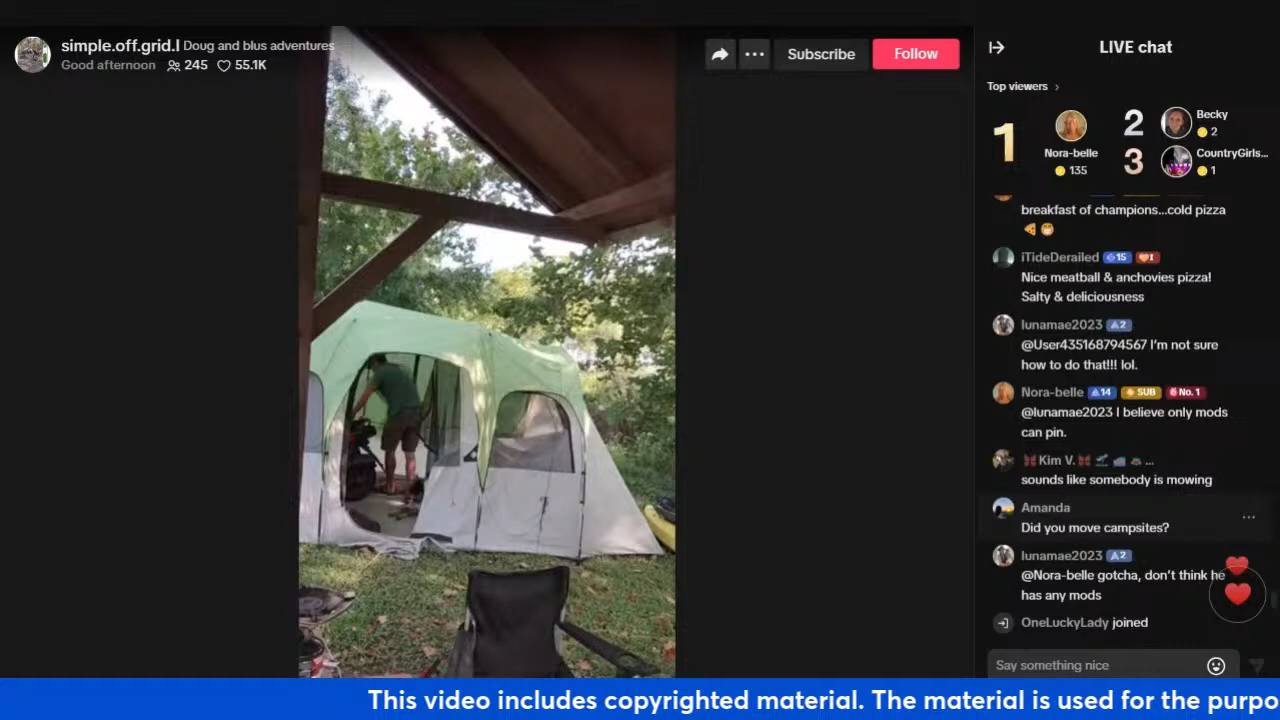 simple.off.grid.l Doug and blus adventures
Good afternoon 245 55.1K
Subscribe
Follow
LIVE chat
Top viewers >
1
Nora-belle
135
2
Becky
2
3
CountryGirls...
1
breakfast of champions...cold pizza
iTideDerailed 15 I
Nice meatball & anchovies pizza!
Salty & deliciousness
lunamae2023 2
@User435168794567 I'm not sure
how to do that!!! lol.
Nora-belle 14 SUB No. 1
@lunamae2023 I believe only mods
can pin.
Kim V. ...
sounds like somebody is mowing
Amanda
Did you move campsites?
lunamae2023 2
@Nora-belle gotcha, don't think he
has any mods
OneLuckyLady joined
Say something nice
This video includes copyrighted material. The material is used for the purpo